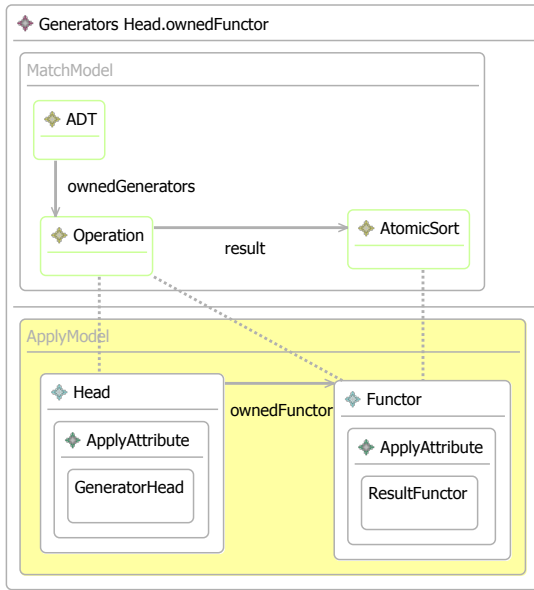 Generators Head.ownedFunctor
MatchModel
ADT
ownedGenerators
Operation
AtomicSort
result
ApplyModel
Head
Functor
ownedFunctor
ApplyAttribute
ApplyAttribute
GeneratorHead
ResultFunctor